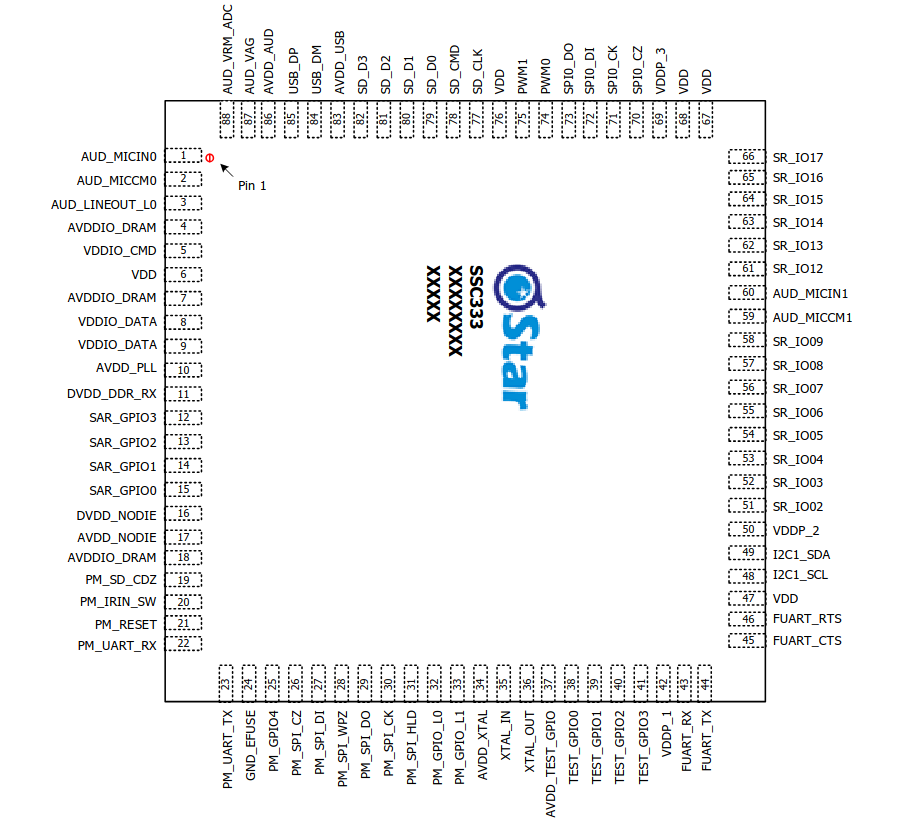 AUD_VRM_ADC
AUD_VAG
AVDD_AUD
USB_DP
USB_DM
AVDD_USB
SD_D3
SD_D2
SD_D1
SD_D0
SD_CMD
SD_CLK
VDD
PWM1
PWM0
SPI0_DO
SPI0_DI
SPI0_CK
SPI0_CZ
VDDP_3
VDD
VDD
88
87
86
85
84
83
82
81
80
79
78
77
76
75
74
73
72
71
70
69
68
67
AUD_MICIN0 1
AUD_MICCM0 2
AUD_LINEOUT_L0 3
AVDDIO_DRAM 4
VDDIO_CMD 5
VDD 6
AVDDIO_DRAM 7
VDDIO_DATA 8
VDDIO_DATA 9
AVDD_PLL 10
DVDD_DDR_RX 11
SAR_GPIO3 12
SAR_GPIO2 13
SAR_GPIO1 14
SAR_GPIO0 15
DVDD_NODIE 16
AVDD_NODIE 17
AVDDIO_DRAM 18
PM_SD_CDZ 19
PM_IRIN_SW 20
PM_RESET 21
PM_UART_RX 22
Pin 1
Star
SSC333
XXXXXXXX
XXXXX
66 SR_IO17
65 SR_IO16
64 SR_IO15
63 SR_IO14
62 SR_IO13
61 SR_IO12
60 AUD_MICIN1
59 AUD_MICCM1
58 SR_IO09
57 SR_IO08
56 SR_IO07
55 SR_IO06
54 SR_IO05
53 SR_IO04
52 SR_IO03
51 SR_IO02
50 VDDP_2
49 I2C1_SDA
48 I2C1_SCL
47 VDD
46 FUART_RTS
45 FUART_CTS
23
24
25
26
27
28
29
30
31
32
33
34
35
36
37
38
39
40
41
42
43
44
PM_UART_TX
GND_EFUSE
PM_GPIO4
PM_SPI_CZ
PM_SPI_DI
PM_SPI_WPZ
PM_SPI_DO
PM_SPI_CK
PM_SPI_HLD
PM_GPIO_L0
PM_GPIO_L1
AVDD_XTAL
XTAL_IN
XTAL_OUT
AVDD_TEST_GPIO
TEST_GPIO0
TEST_GPIO1
TEST_GPIO2
TEST_GPIO3
VDDP_1
FUART_RX
FUART_TX